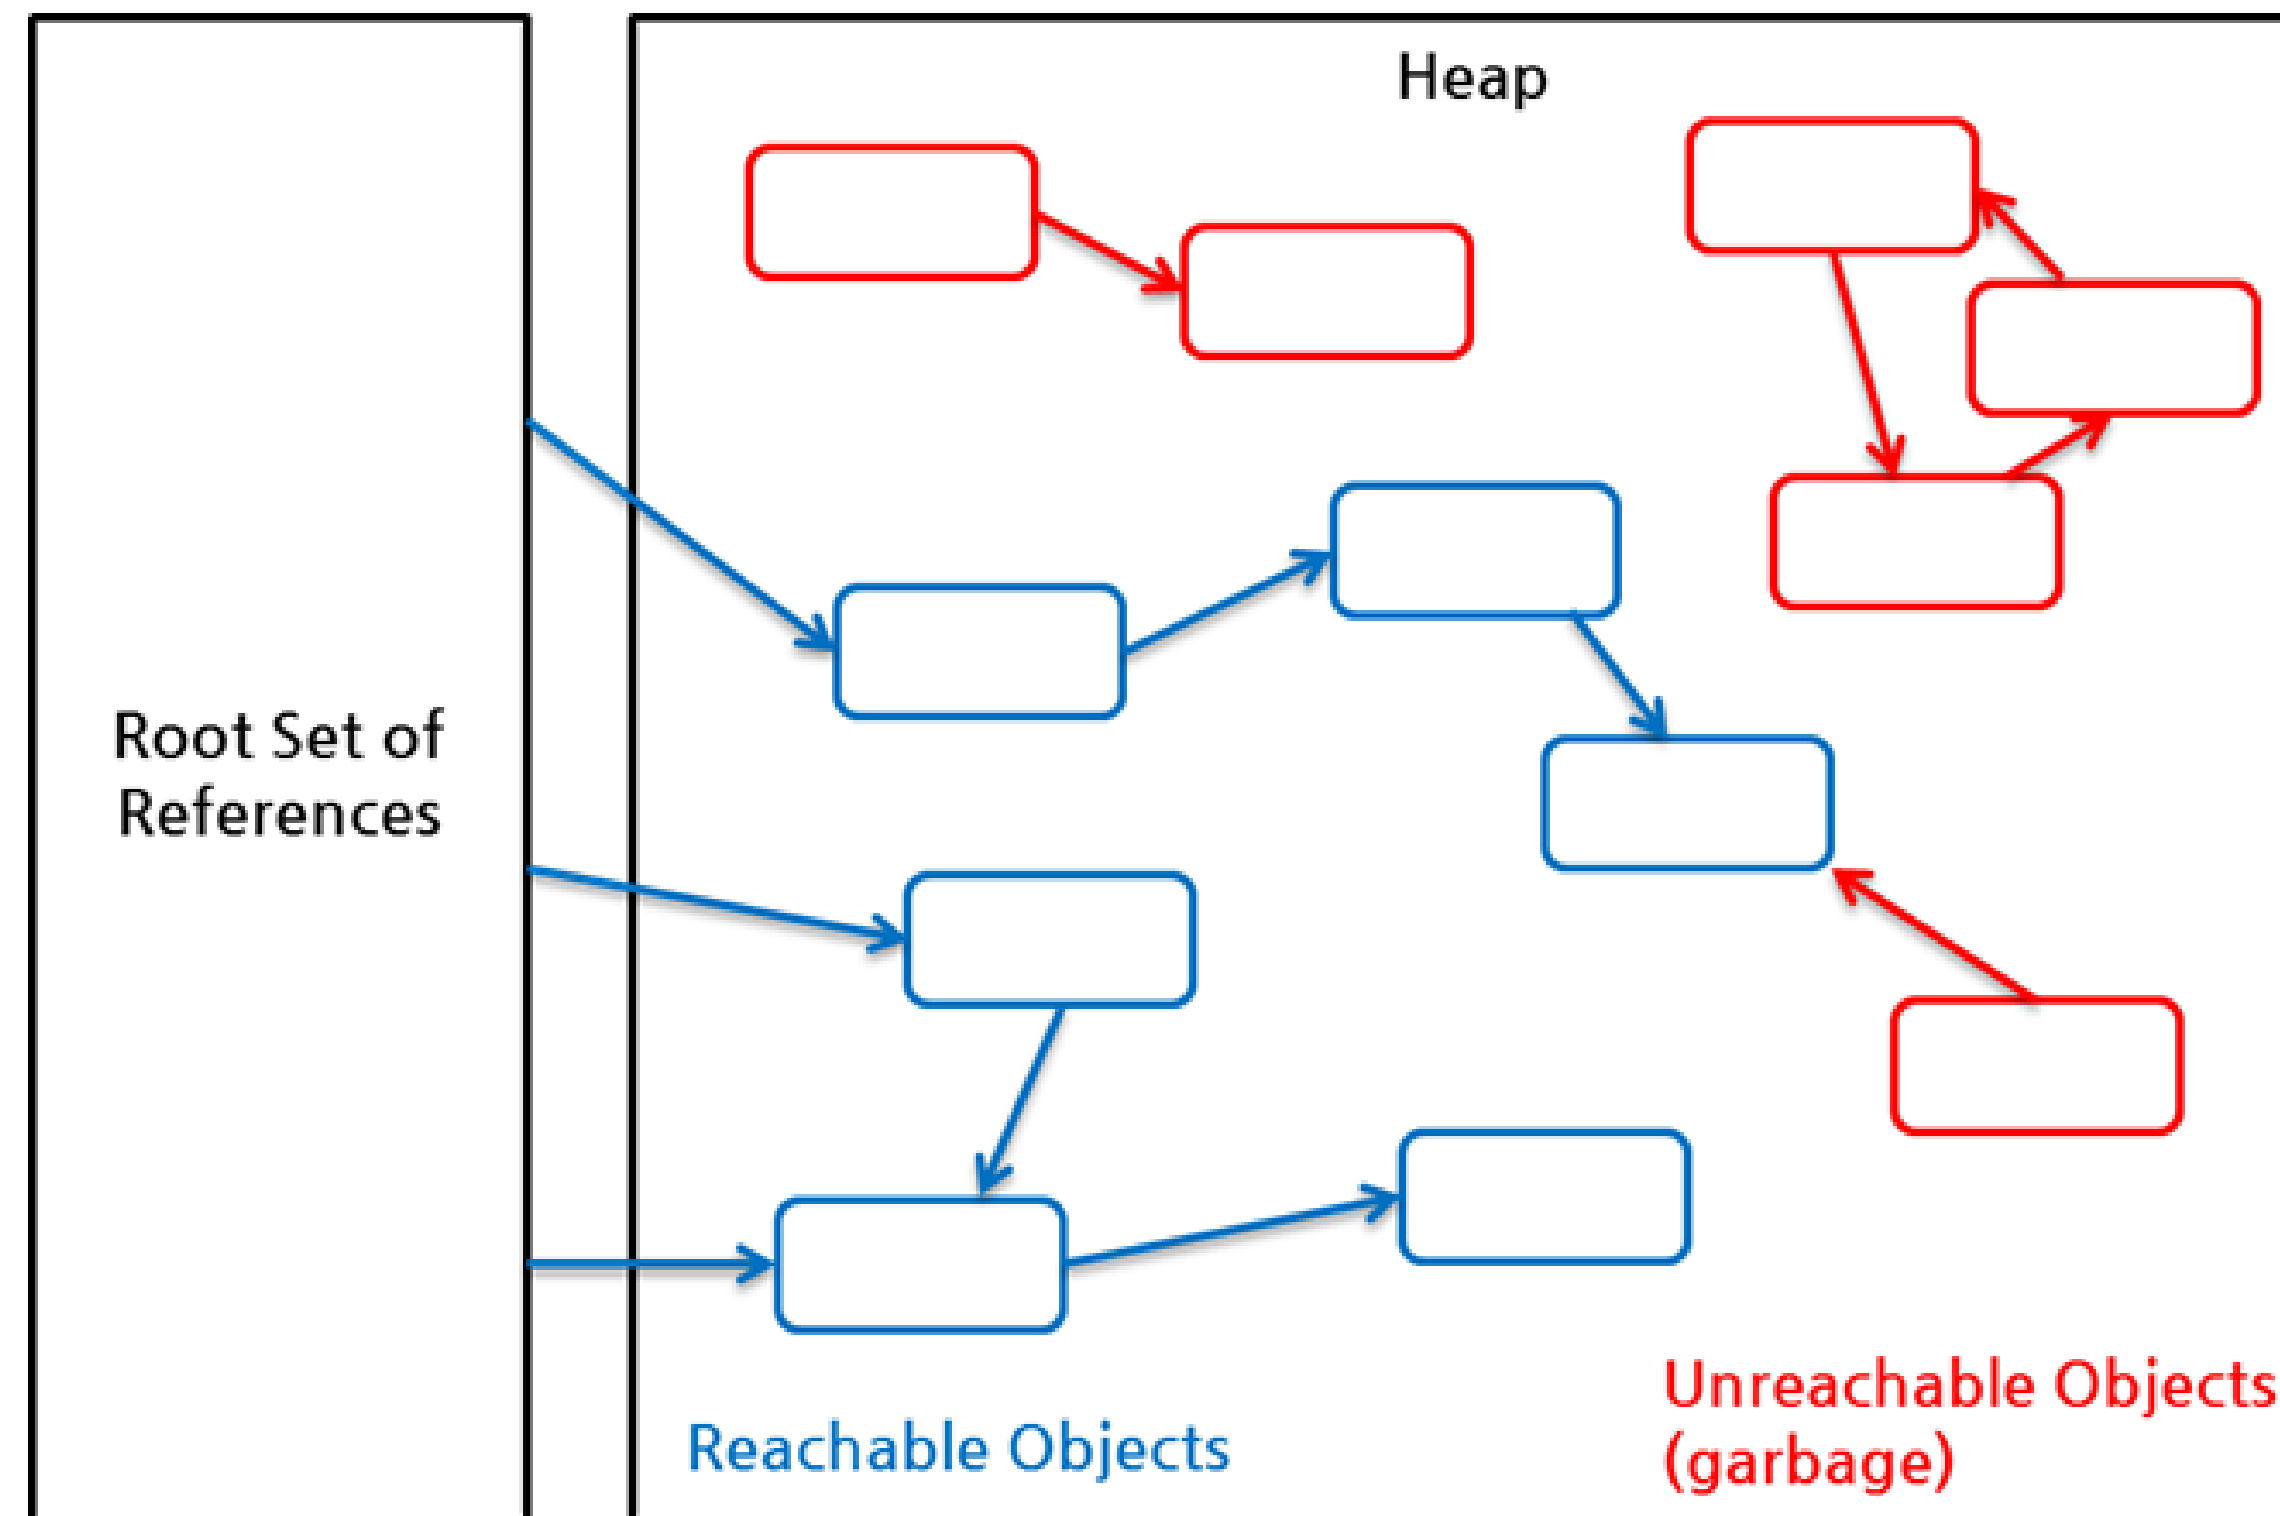 Heap
Root Set of
References
Reachable Objects
Unreachable Objects
(garbage)